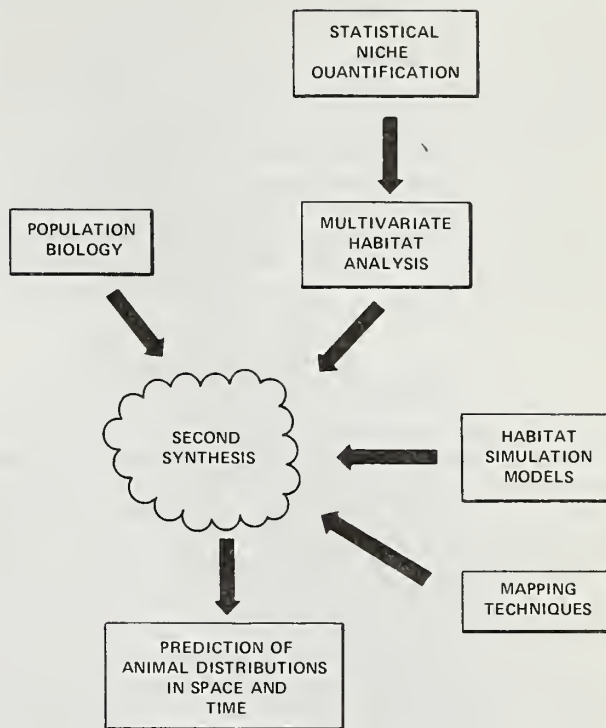 STATISTICAL
NICHE
QUANTIFICATION
POPULATION
BIOLOGY
MULTIVARIATE
HABITAT
ANALYSIS
SECOND
SYNTHESIS
HABITAT
SIMULATION
MODELS
MAPPING
TECHNIQUES
PREDICTION OF
ANIMAL DISTRIBUTIONS
IN SPACE AND
TIME